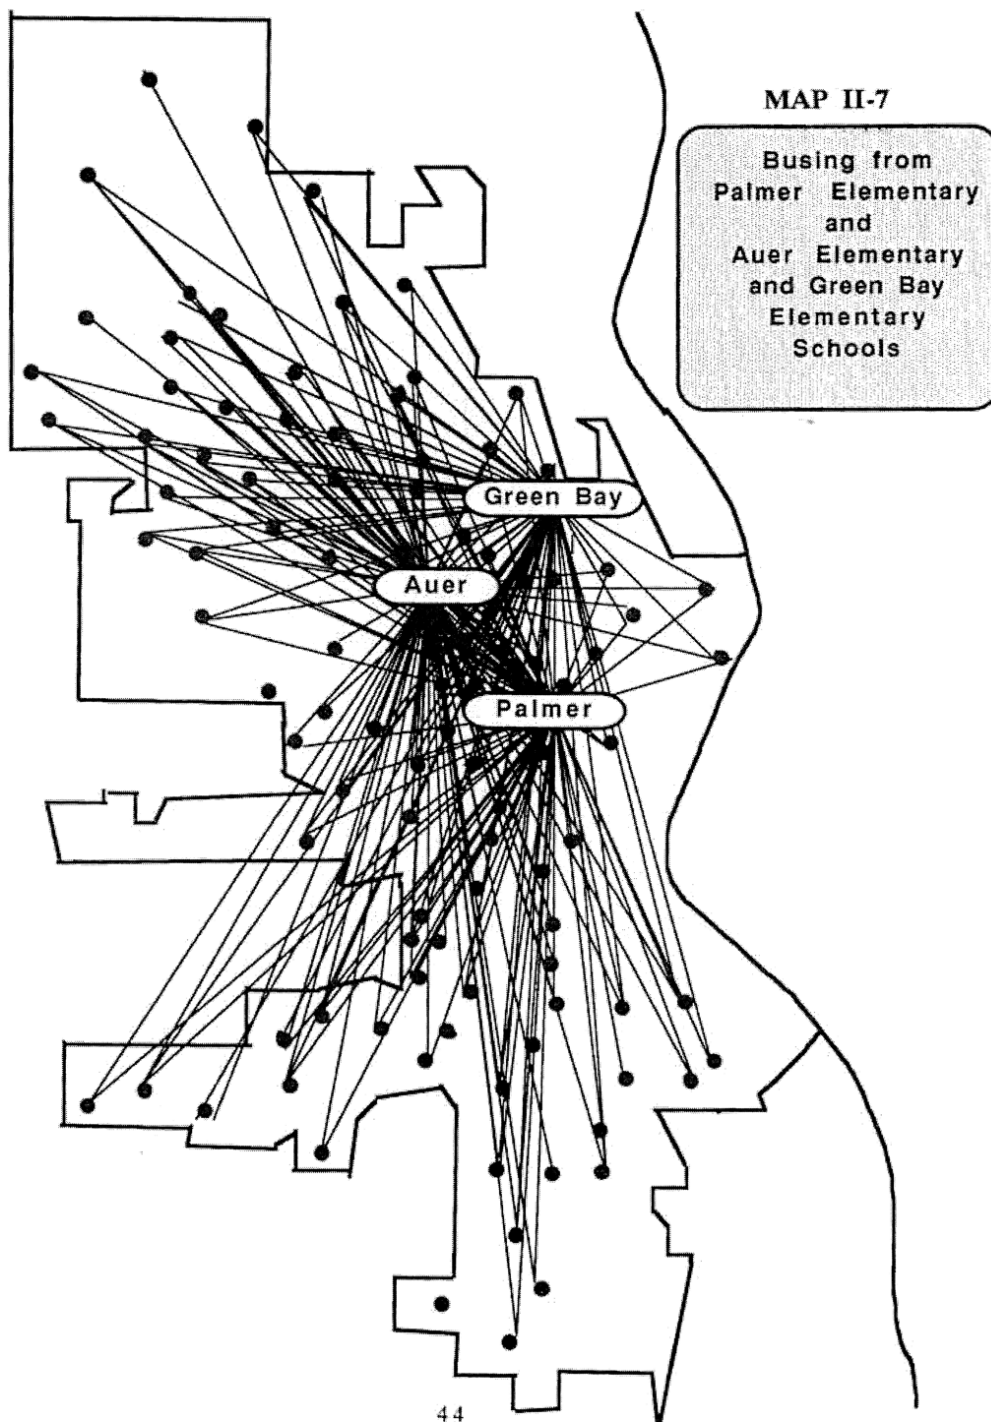 MAP II-7
Busing from
Palmer Elementary
and
Auer Elementary
and Green Bay
Elementary
Schools
Green Bay
Auer
Palmer
44